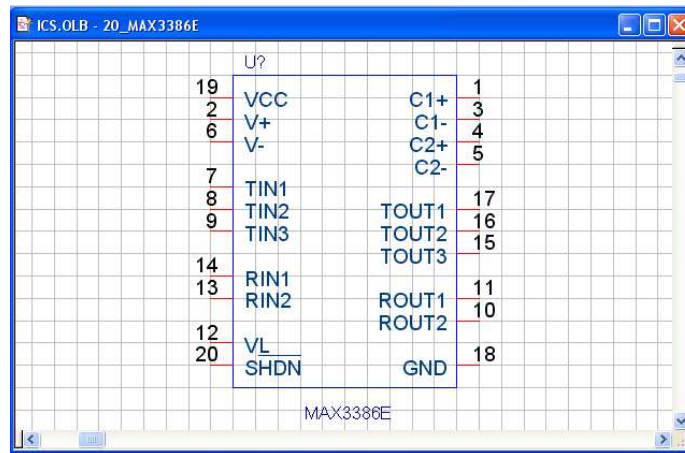 ICS.OLB - 20_MAX3386E
U?
19 VCC C1+ 1
2 V+ C1- 3
6 V- C2+ 4
C2- 5
7 TIN1
8 TIN2 TOUT1 17
9 TIN3 TOUT2 16
TOUT3 15
14 RIN1
13 RIN2 ROUT1 11
ROUT2 10
12 VL
20 SHDN GND 18
MAX3386E